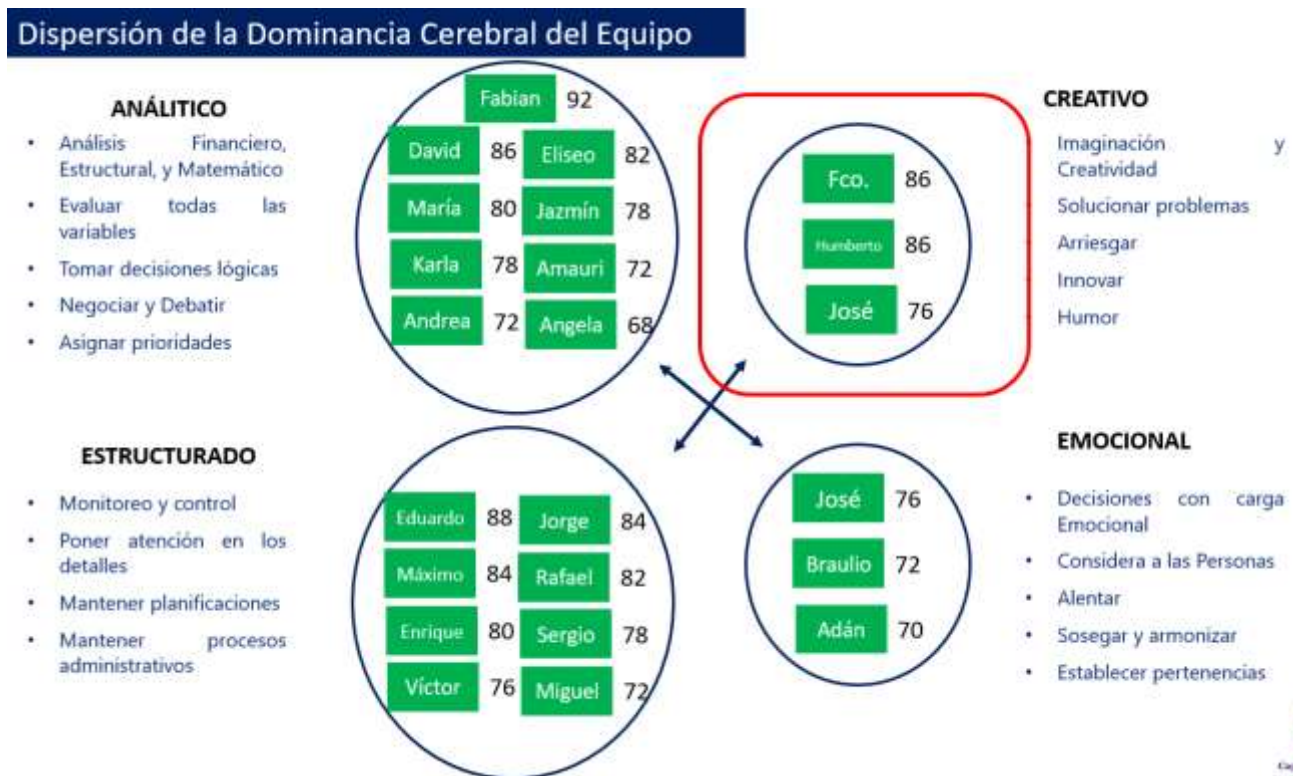 Dispersión de la Dominancia Cerebral del Equipo
ANÁLITICO
• Análisis Financiero,
Estructural, y Matemático
• Evaluar todas las
variables
• Tomar decisiones lógicas
• Negociar y Debatir
• Asignar prioridades
Fabian 92
David 86 Eliseo 82
María 80 Jazmín 78
Karla 78 Amauri 72
Andrea 72 Angela 68
CREATIVO
Imaginación y
Creatividad
Solucionar problemas
Arriesgar
Innovar
Humor
Fco. 86
Humberto 86
José 76
ESTRUCTURADO
• Monitoreo y control
• Poner atención en los
detalles
• Mantener planificaciones
• Mantener procesos
administrativos
Eduardo 88 Jorge 84
Máximo 84 Rafael 82
Enrique 80 Sergio 78
Víctor 76 Miguel 72
EMOCIONAL
• Decisiones con carga
Emocional
• Considera a las Personas
• Alentar
• Sosegar y armonizar
• Establecer pertenencias
José 76
Braulio 72
Adán 70